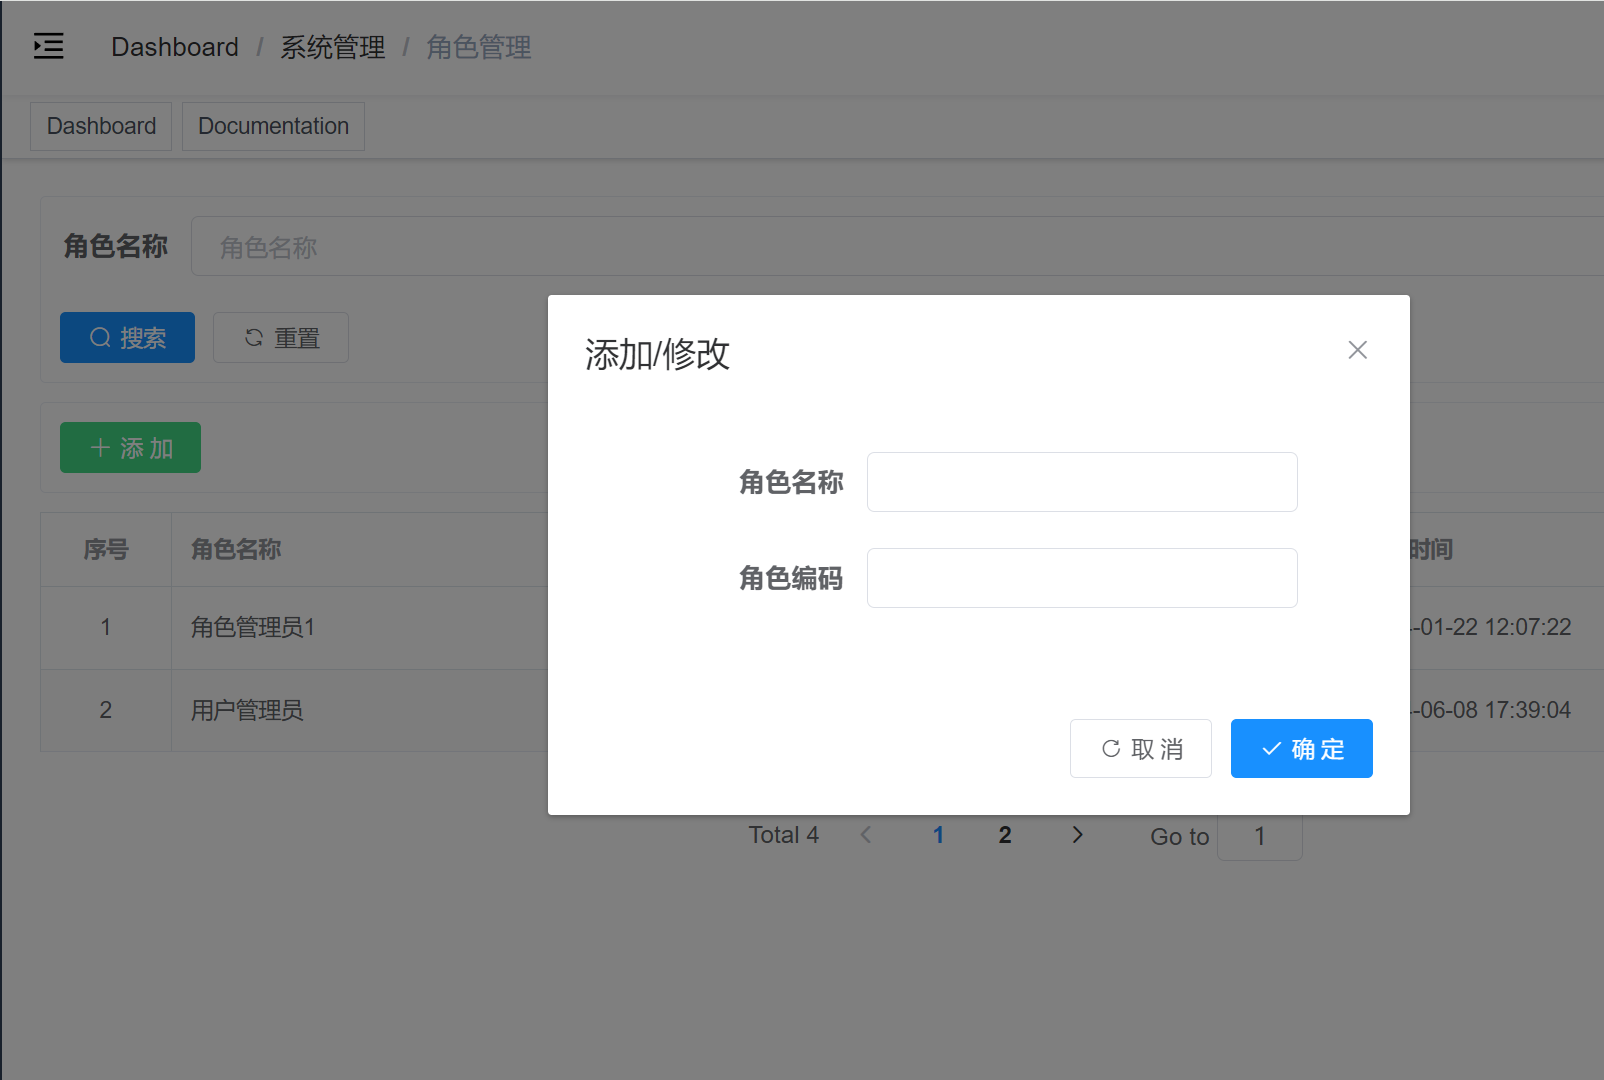 Dashboard / 系统管理 / 角色管理
Dashboard Documentation
角色名称 角色名称
搜索 重置
添加/修改
添加
角色名称
角色编码
序号 角色名称 时间
1 角色管理员1 -01-22 12:07:22
2 用户管理员 -06-08 17:39:04
取消 确定
Total 4 1 2 Go to 1